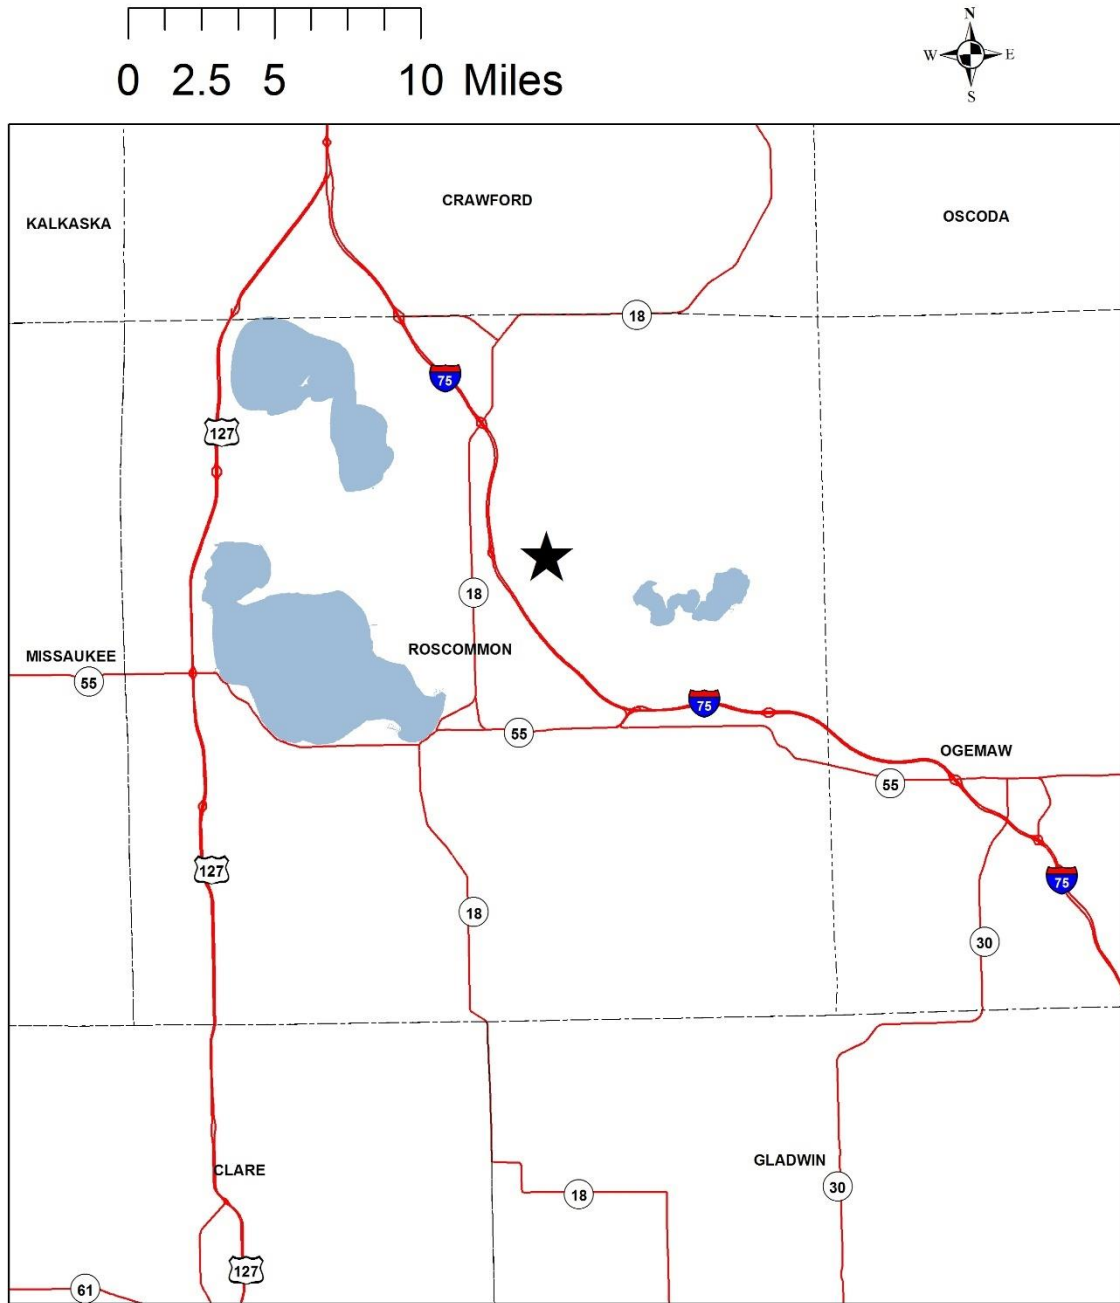 0 2.5 5 10 Miles
N
W E
S
CRAWFORD
OSCODA
KALKASKA
18
75
127
18
ROSCOMMON
MISSAUKEE
55
75
55
OGEMAW
55
127
75
18
30
GLADWIN
CLARE
30
18
127
61